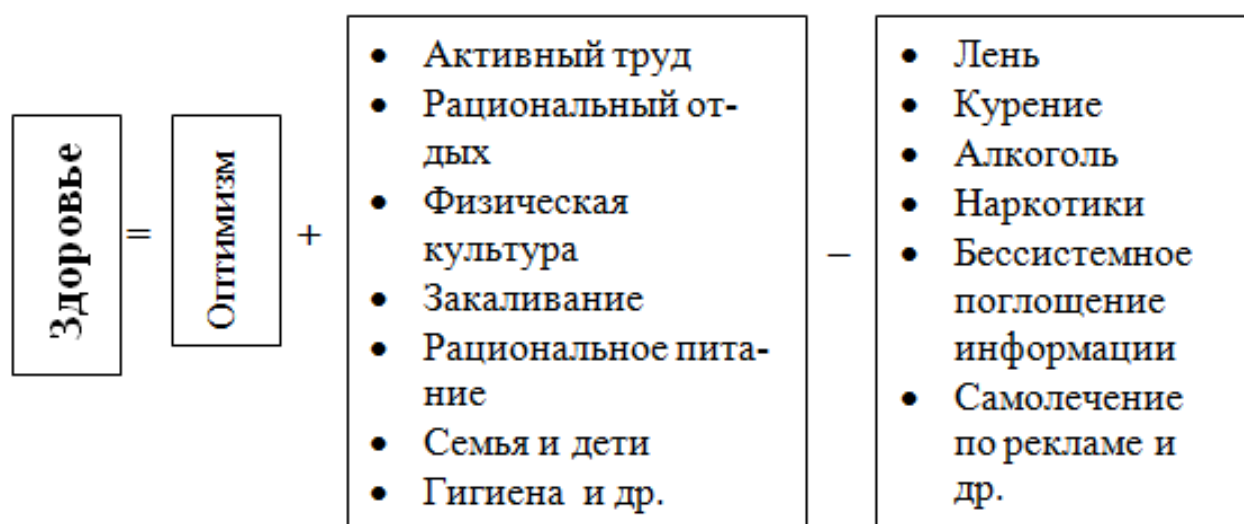 Здоровье
=
Оптимизм
+
• Активный труд
• Рациональный от-
дых
• Физическая
культура
• Закаливание
• Рациональное пита-
ние
• Семья и дети
• Гигиена и др.
–
• Лень
• Курение
• Алкоголь
• Наркотики
• Бессистемное
поглощение
информации
• Самолечение
по рекламе и
др.